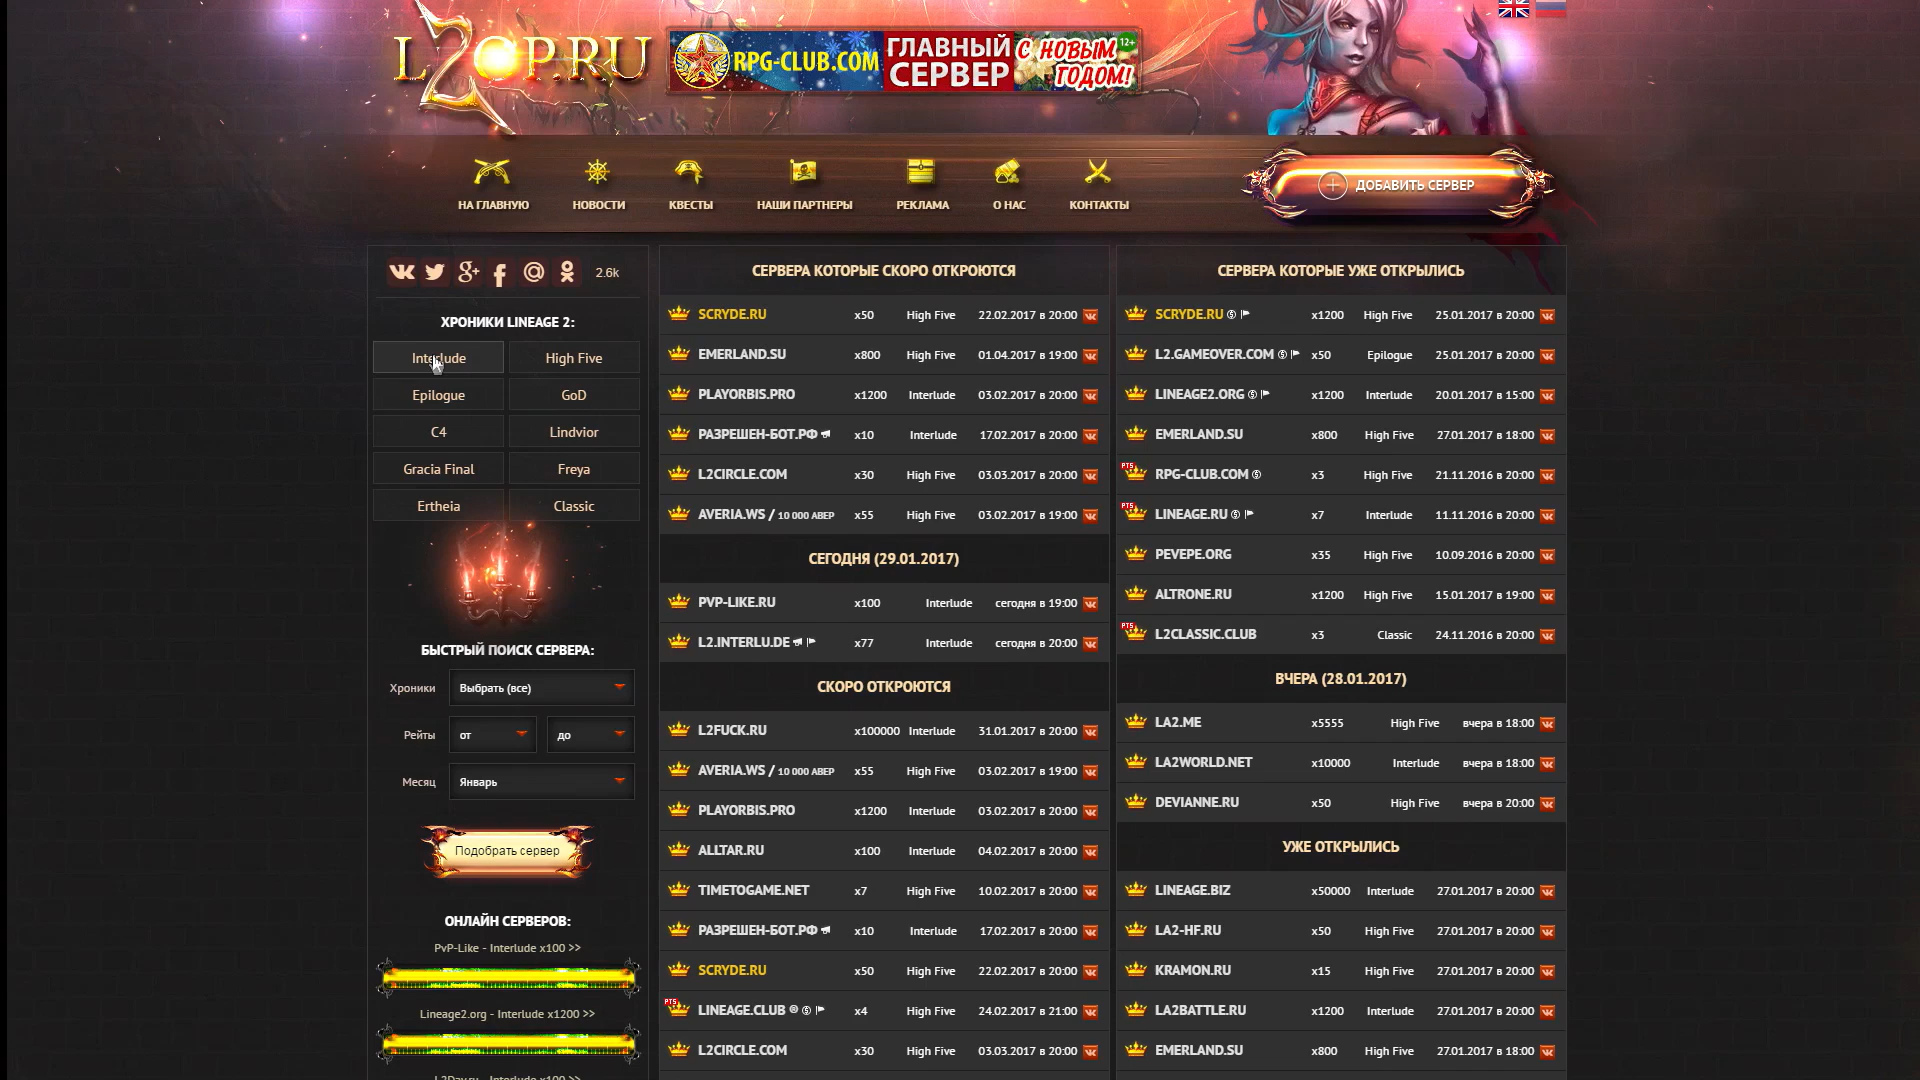 L2OP.RU
RPG-CLUB.COM ГЛАВНЫЙ СЕРВЕР С НОВЫМ ГОДОМ! 12+
НА ГЛАВНУЮ НОВОСТИ КВЕСТЫ НАШИ ПАРТНЕРЫ РЕКЛАМА О НАС КОНТАКТЫ
ДОБАВИТЬ СЕРВЕР
2.6k
ХРОНИКИ LINEAGE 2:
Interlude High Five
Epilogue GoD
C4 Lindvior
Gracia Final Freya
Ertheia Classic
БЫСТРЫЙ ПОИСК СЕРВЕРА:
Хроники Выбрать (все)
Рейты от до
Месяц Январь
Подобрать сервер
ОНЛАЙН СЕРВЕРОВ:
PvP-Like - Interlude x100 >>
Lineage2.org - Interlude x1200 >>
L2Day.ru - Interlude x100 >>
СЕРВЕРА КОТОРЫЕ СКОРО ОТКРОЮТСЯ
SCRYDE.RU x50 High Five 22.02.2017 в 20:00
EMERLAND.SU x800 High Five 01.04.2017 в 19:00
PLAYORBIS.PRO x1200 Interlude 03.02.2017 в 20:00
РАЗРЕШЕН-БОТ.РФ x10 Interlude 17.02.2017 в 20:00
L2CIRCLE.COM x30 High Five 03.03.2017 в 20:00
AVERIA.WS / 10 000 АВЕР x55 High Five 03.02.2017 в 19:00
СЕГОДНЯ (29.01.2017)
PVP-LIKE.RU x100 Interlude сегодня в 19:00
L2.INTERLU.DE x77 Interlude сегодня в 20:00
СКОРО ОТКРОЮТСЯ
L2FUCK.RU x100000 Interlude 31.01.2017 в 20:00
AVERIA.WS / 10 000 АВЕР x55 High Five 03.02.2017 в 19:00
PLAYORBIS.PRO x1200 Interlude 03.02.2017 в 20:00
ALLTAR.RU x100 Interlude 04.02.2017 в 20:00
TIMETOGAME.NET x7 High Five 10.02.2017 в 20:00
РАЗРЕШЕН-БОТ.РФ x10 Interlude 17.02.2017 в 20:00
SCRYDE.RU x50 High Five 22.02.2017 в 20:00
PTS LINEAGE.CLUB x4 High Five 24.02.2017 в 21:00
L2CIRCLE.COM x30 High Five 03.03.2017 в 20:00
СЕРВЕРА КОТОРЫЕ УЖЕ ОТКРЫЛИСЬ
SCRYDE.RU x1200 High Five 25.01.2017 в 20:00
L2.GAMEOVER.COM x50 Epilogue 25.01.2017 в 20:00
LINEAGE2.ORG x1200 Interlude 20.01.2017 в 15:00
EMERLAND.SU x800 High Five 27.01.2017 в 18:00
PTS RPG-CLUB.COM x3 High Five 21.11.2016 в 20:00
PTS LINEAGE.RU x7 Interlude 11.11.2016 в 20:00
PEVEPE.ORG x35 High Five 10.09.2016 в 20:00
ALTRONE.RU x1200 High Five 15.01.2017 в 19:00
PTS L2CLASSIC.CLUB x3 Classic 24.11.2016 в 20:00
ВЧЕРА (28.01.2017)
LA2.ME x5555 High Five вчера в 18:00
LA2WORLD.NET x10000 Interlude вчера в 18:00
DEVIANNE.RU x50 High Five вчера в 20:00
УЖЕ ОТКРЫЛИСЬ
LINEAGE.BIZ x50000 Interlude 27.01.2017 в 20:00
LA2-HF.RU x50 High Five 27.01.2017 в 20:00
KRAMON.RU x15 High Five 27.01.2017 в 20:00
LA2BATTLE.RU x1200 Interlude 27.01.2017 в 20:00
EMERLAND.SU x800 High Five 27.01.2017 в 18:00